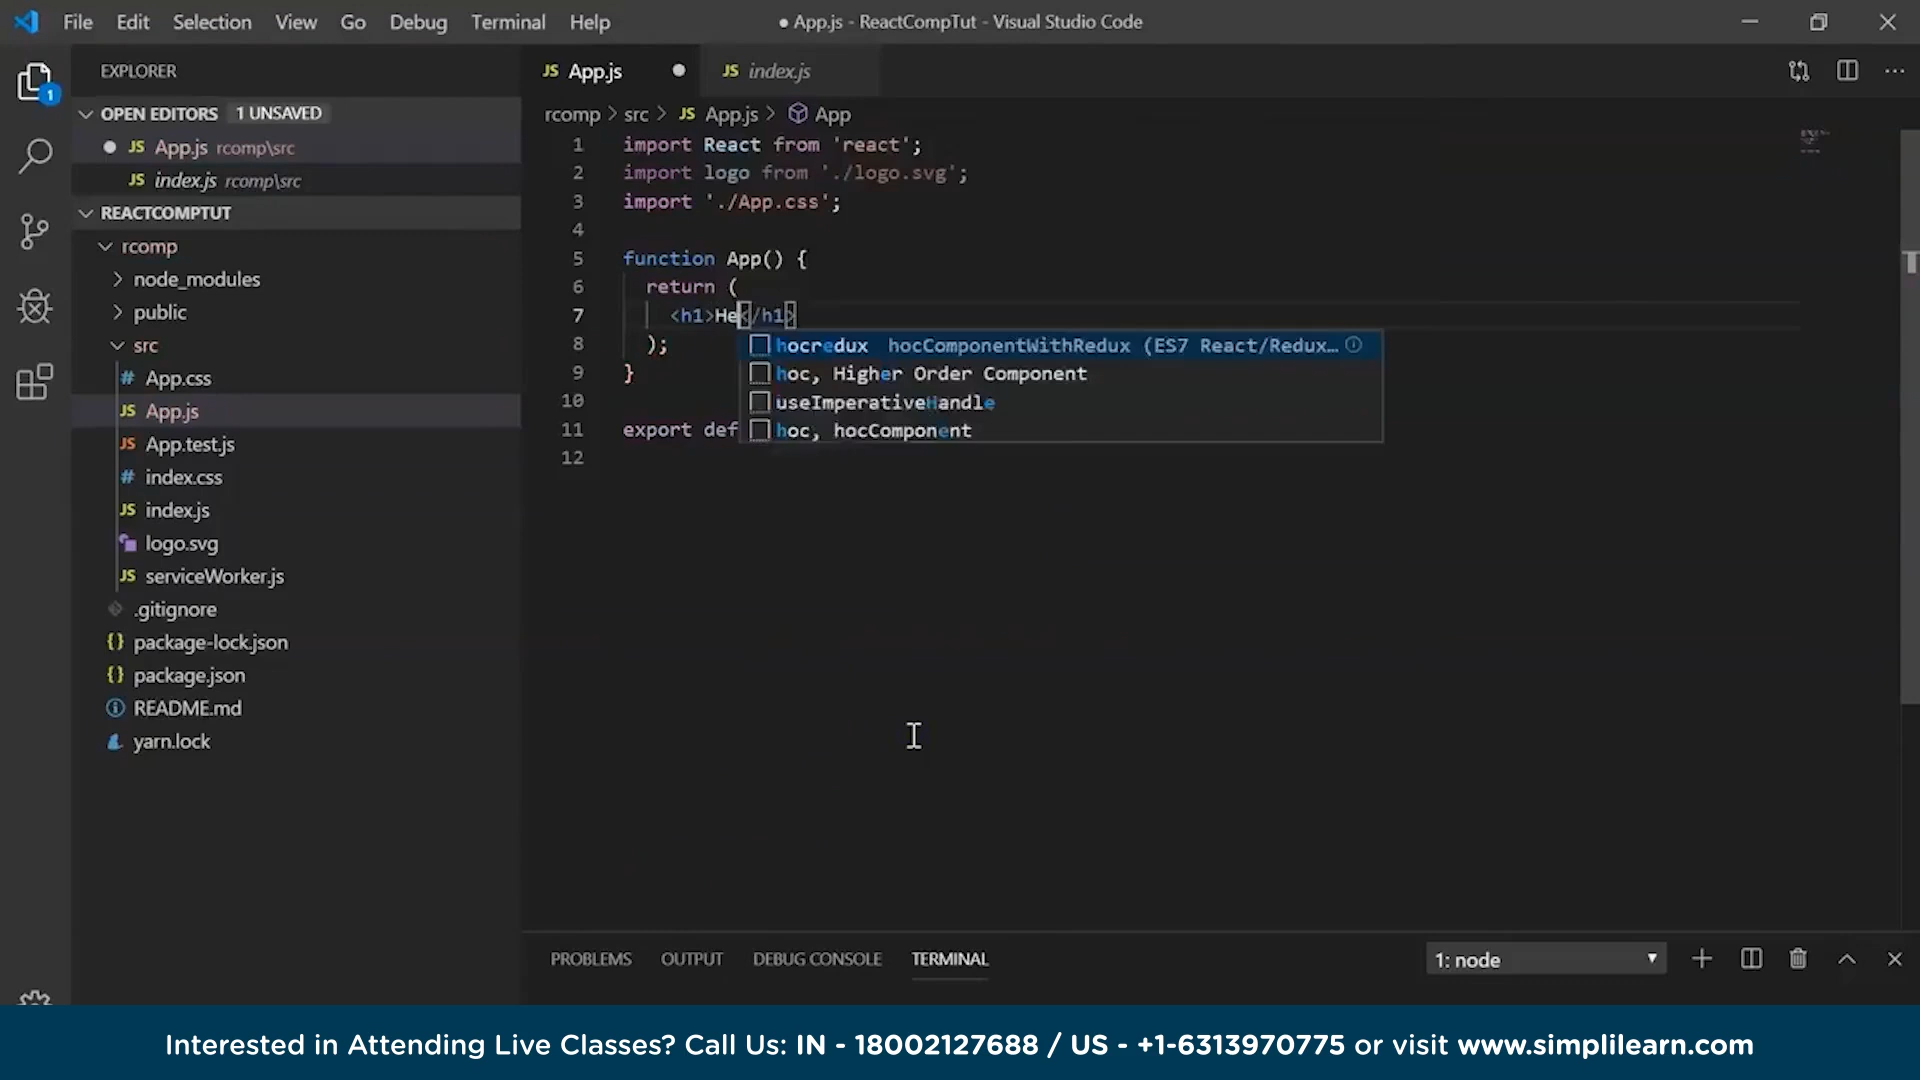 File Edit Selection View Go Debug Terminal Help
● App.js - ReactCompTut - Visual Studio Code
EXPLORER
1
OPEN EDITORS 1 UNSAVED
● JS App.js rcomp\src
JS index.js rcomp\src
REACTCOMPTUT
rcomp
node_modules
public
src
# App.css
JS App.js
JS App.test.js
# index.css
JS index.js
logo.svg
JS serviceWorker.js
.gitignore
{} package-lock.json
{} package.json
README.md
yarn.lock
JS App.js ●
JS index.js
rcomp > src > JS App.js > App
1 import React from 'react';
2 import logo from './logo.svg';
3 import './App.css';
4
5 function App() {
6 return (
7 <h1>He</h1>
8 );
9 }
10
11 export def
12
hocredux hocComponentWithRedux (ES7 React/Redux…
hoc, Higher Order Component
useImperativeHandle
hoc, hocComponent
PROBLEMS OUTPUT DEBUG CONSOLE TERMINAL
1: node
Interested in Attending Live Classes? Call Us: IN - 18002127688 / US - +1-6313970775 or visit www.simplilearn.com